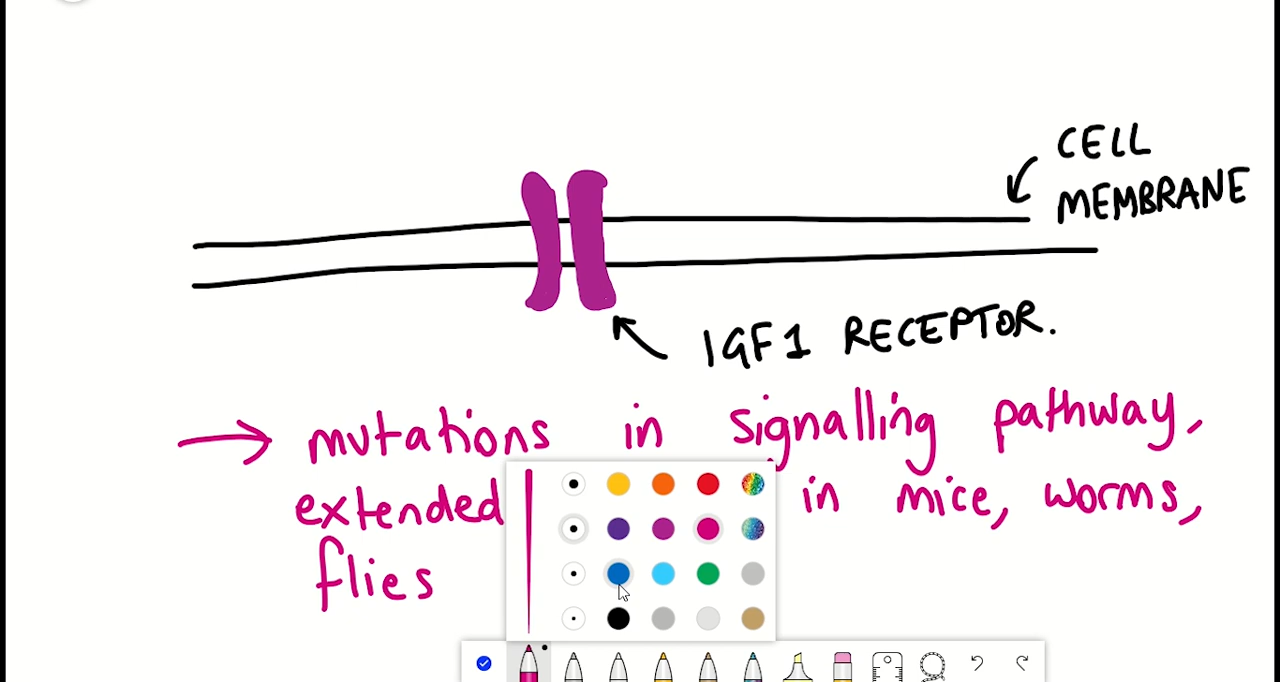 CELL
MEMBRANE
IGF1 RECEPTOR.
→ mutations in signalling pathway,
extended in mice, worms,
flies